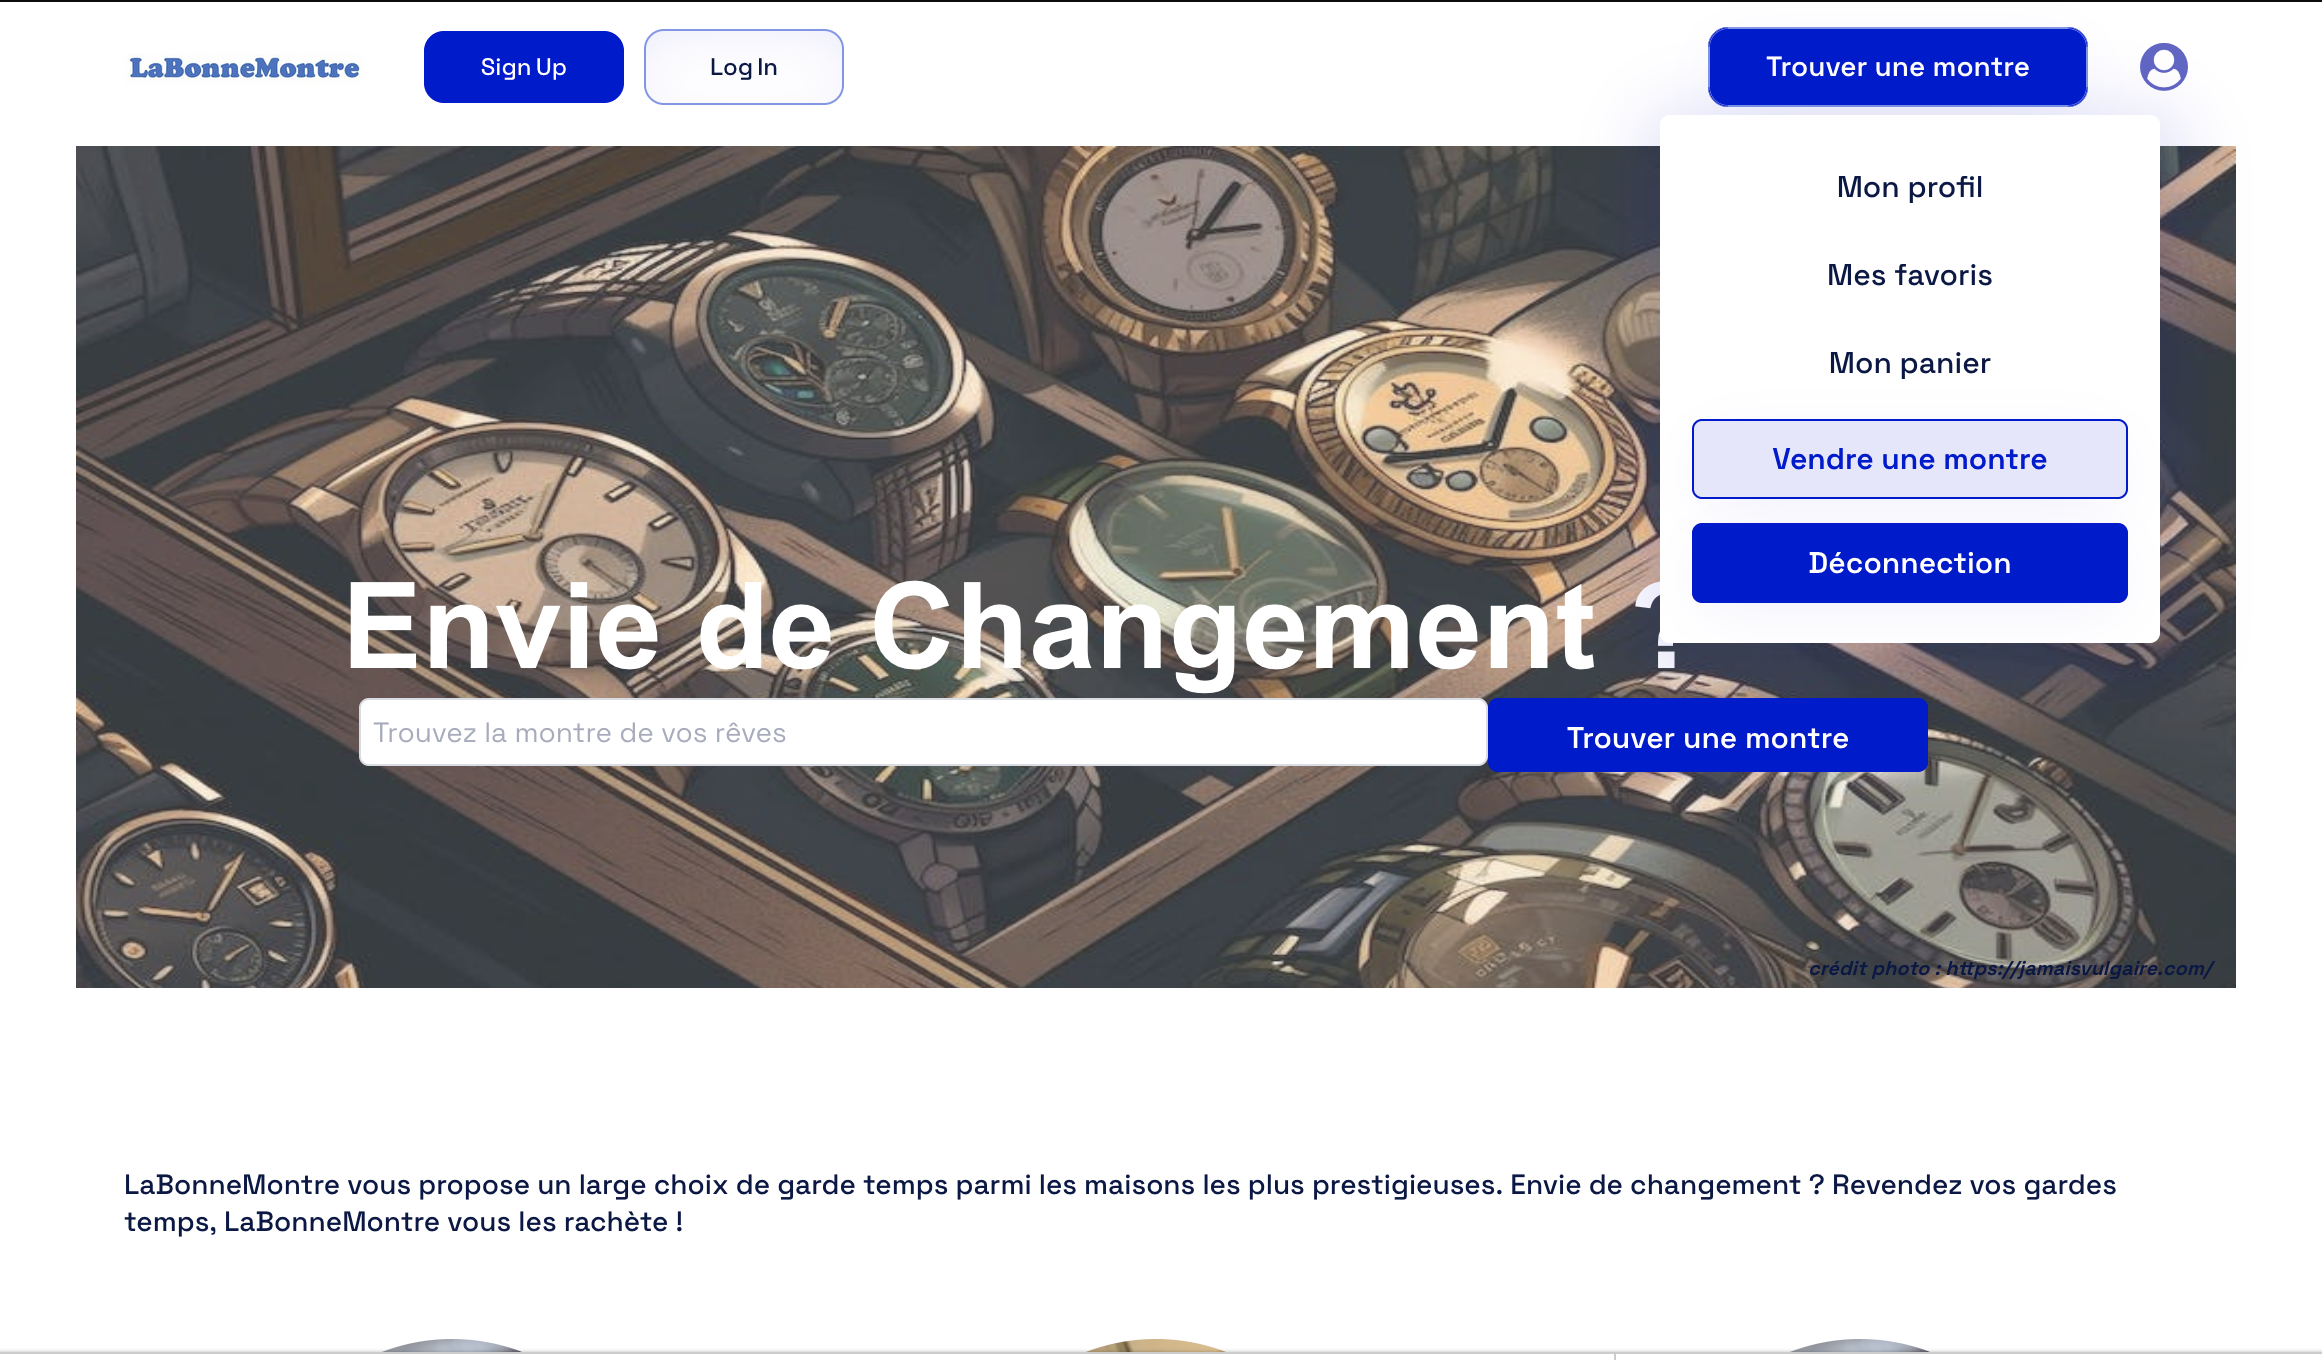 LaBonneMontre
Sign Up
Log In
Trouver une montre
Mon profil
Mes favoris
Mon panier
Vendre une montre
Déconnection
Envie de Changement ?
Trouvez la montre de vos rêves
Trouver une montre
crédit photo : https://jamaisvulgaire.com/
LaBonneMontre vous propose un large choix de garde temps parmi les maisons les plus prestigieuses. Envie de changement ? Revendez vos gardes
temps, LaBonneMontre vous les rachète !